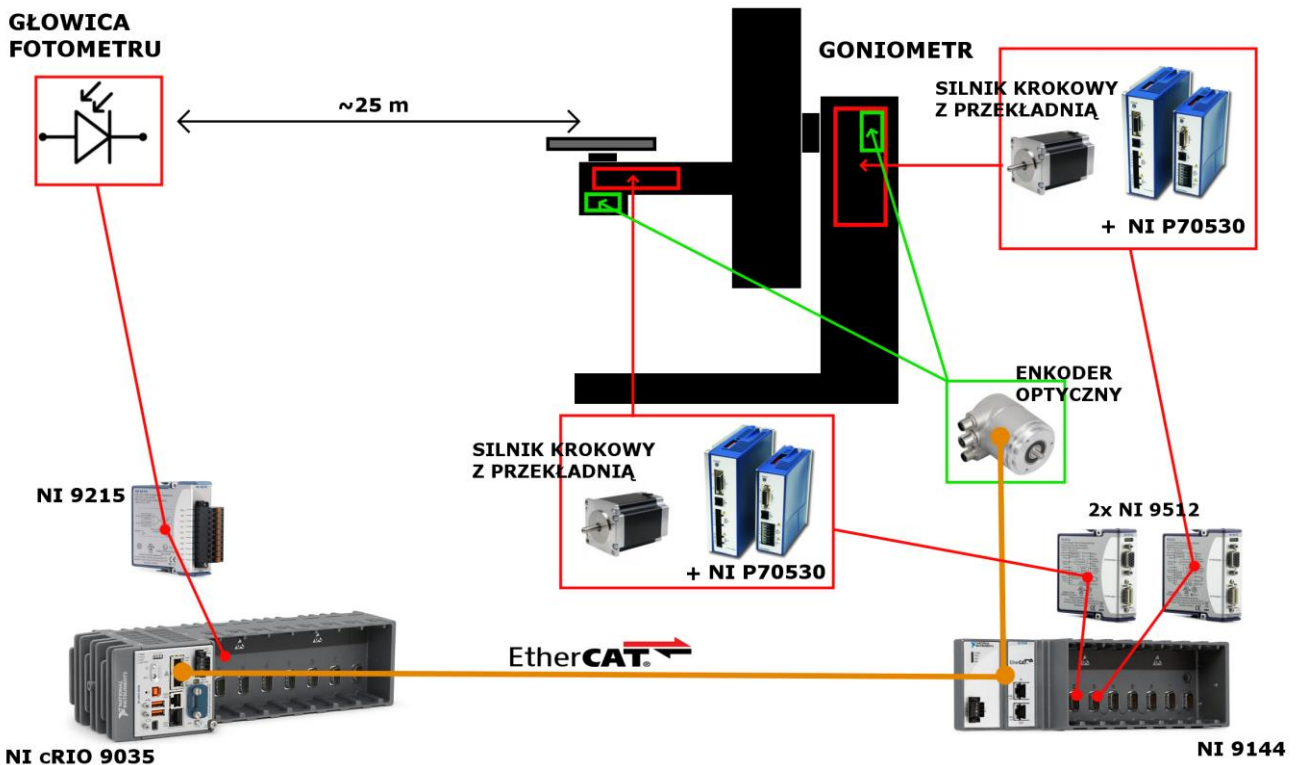 GŁOWICA
FOTOMETRU
~25 m
GONIOMETR
SILNIK KROKOWY
Z PRZEKŁADNIĄ
+ NI P70530
ENKODER
OPTYCZNY
SILNIK KROKOWY
Z PRZEKŁADNIĄ
+ NI P70530
NI 9215
2x NI 9512
EtherCAT®
EtherCAT
NI cRIO 9035
NI 9144